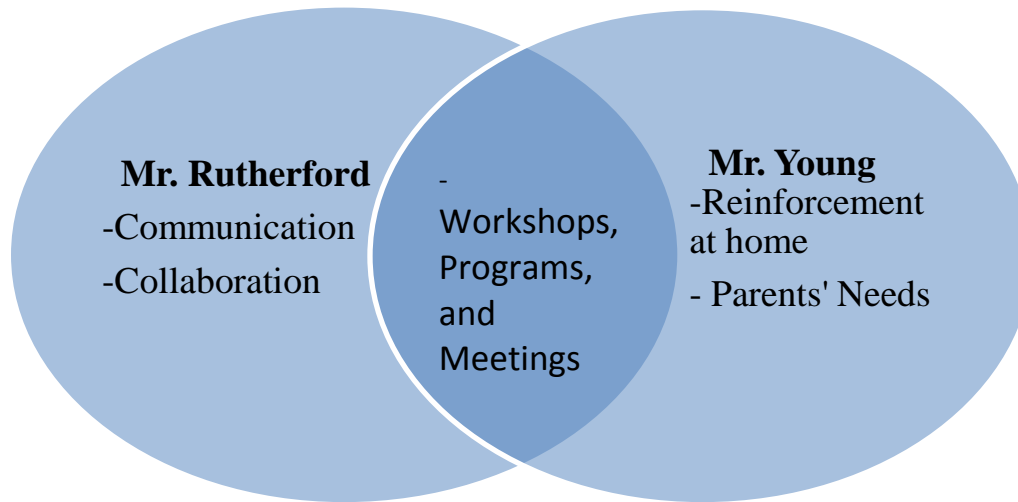 Mr. Rutherford
-Communication
-Collaboration
-
Workshops,
Programs,
and
Meetings
Mr. Young
-Reinforcement
at home
- Parents' Needs